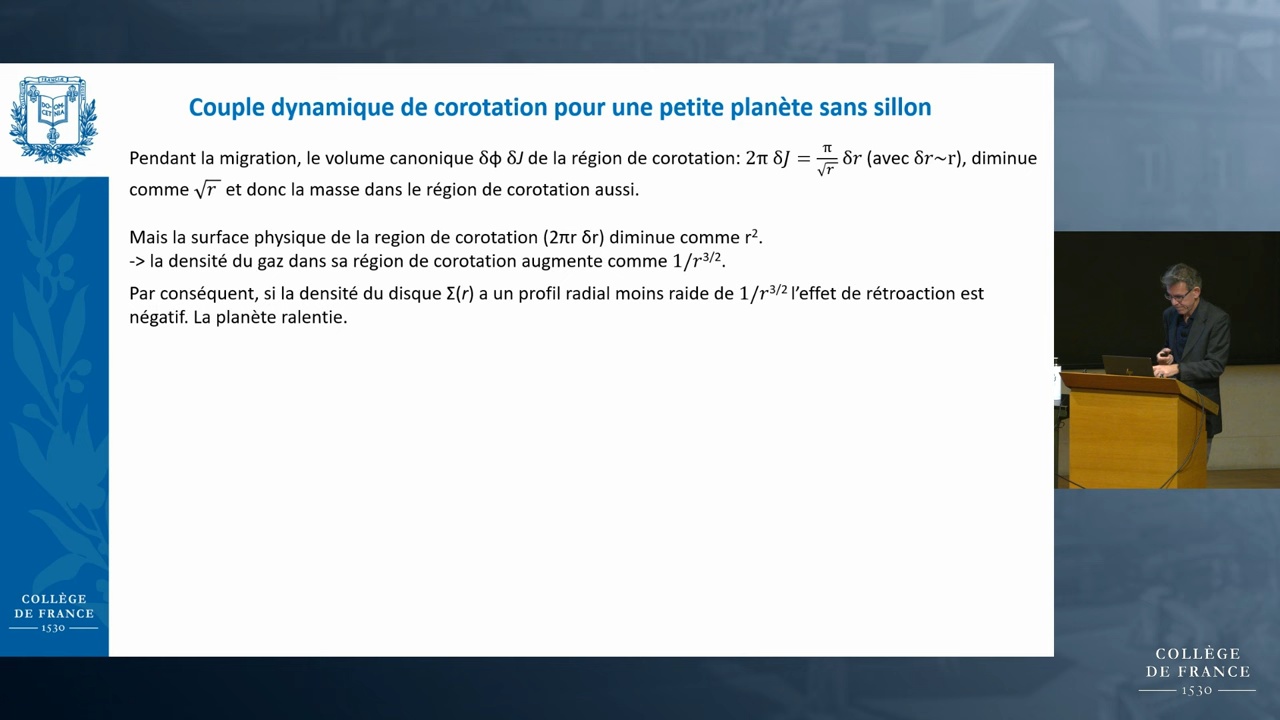 Couple dynamique de corotation pour une petite planète sans sillon
Pendant la migration, le volume canonique δϕ δJ de la région de corotation: 2π δJ = π/√r δr (avec δr~r), diminue
comme √r et donc la masse dans le région de corotation aussi.
Mais la surface physique de la region de corotation (2πr δr) diminue comme r².
-> la densité du gaz dans sa région de corotation augmente comme 1/r^3/2.
Par conséquent, si la densité du disque Σ(r) a un profil radial moins raide de 1/r^3/2 l'effet de rétroaction est
négatif. La planète ralentie.
COLLÈGE
DE FRANCE
1530
COLLÈGE
DE FRANCE
1530